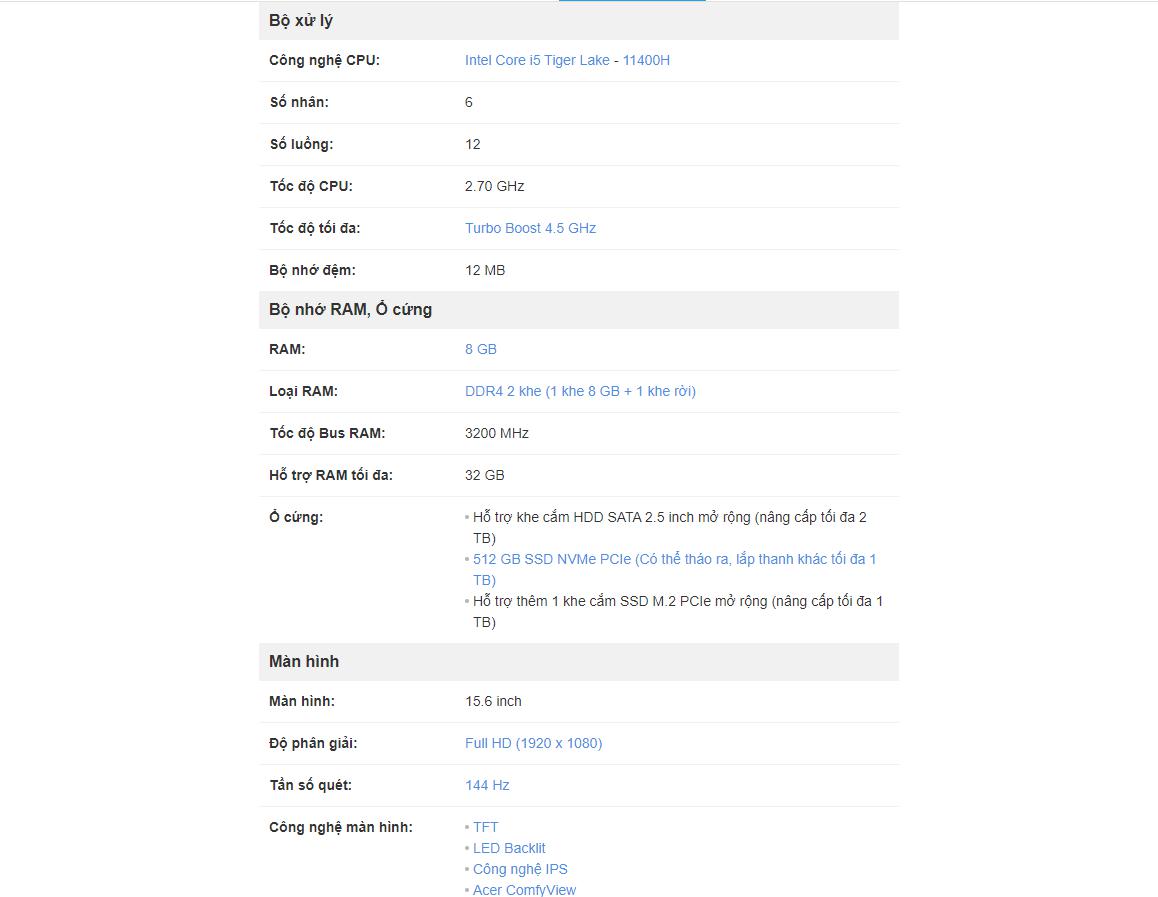 Bộ xử lý
Công nghệ CPU: Intel Core i5 Tiger Lake - 11400H
Số nhân: 6
Số luồng: 12
Tốc độ CPU: 2.70 GHz
Tốc độ tối đa: Turbo Boost 4.5 GHz
Bộ nhớ đệm: 12 MB
Bộ nhớ RAM, Ổ cứng
RAM: 8 GB
Loại RAM: DDR4 2 khe (1 khe 8 GB + 1 khe rời)
Tốc độ Bus RAM: 3200 MHz
Hỗ trợ RAM tối đa: 32 GB
Ổ cứng: • Hỗ trợ khe cắm HDD SATA 2.5 inch mở rộng (nâng cấp tối đa 2
TB)
• 512 GB SSD NVMe PCIe (Có thể tháo ra, lắp thanh khác tối đa 1
TB)
• Hỗ trợ thêm 1 khe cắm SSD M.2 PCIe mở rộng (nâng cấp tối đa 1
TB)
Màn hình
Màn hình: 15.6 inch
Độ phân giải: Full HD (1920 x 1080)
Tần số quét: 144 Hz
Công nghệ màn hình: • TFT
• LED Backlit
• Công nghệ IPS
• Acer ComfyView